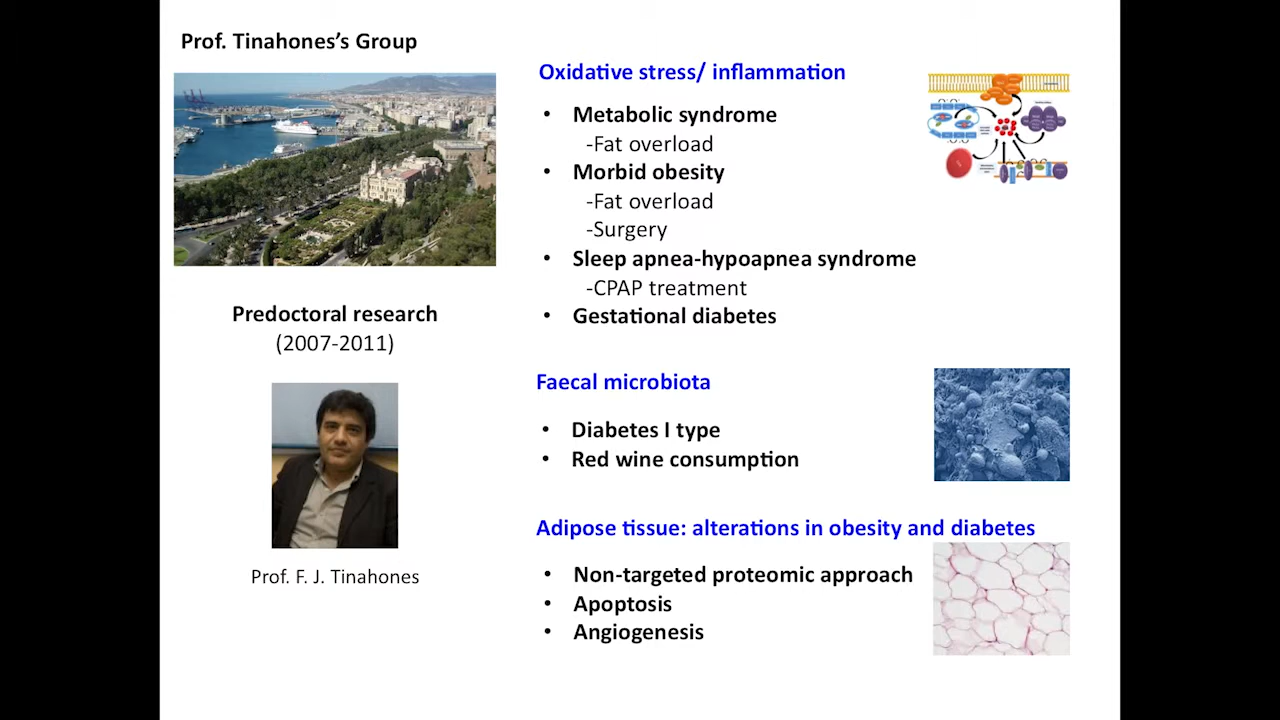 Prof. Tinahones’s Group
Predoctoral research
(2007-2011)
Prof. F. J. Tinahones
Oxidative stress/ inflammation
• Metabolic syndrome
-Fat overload
• Morbid obesity
-Fat overload
-Surgery
• Sleep apnea-hypoapnea syndrome
-CPAP treatment
• Gestational diabetes
Faecal microbiota
• Diabetes I type
• Red wine consumption
Adipose tissue: alterations in obesity and diabetes
• Non-targeted proteomic approach
• Apoptosis
• Angiogenesis